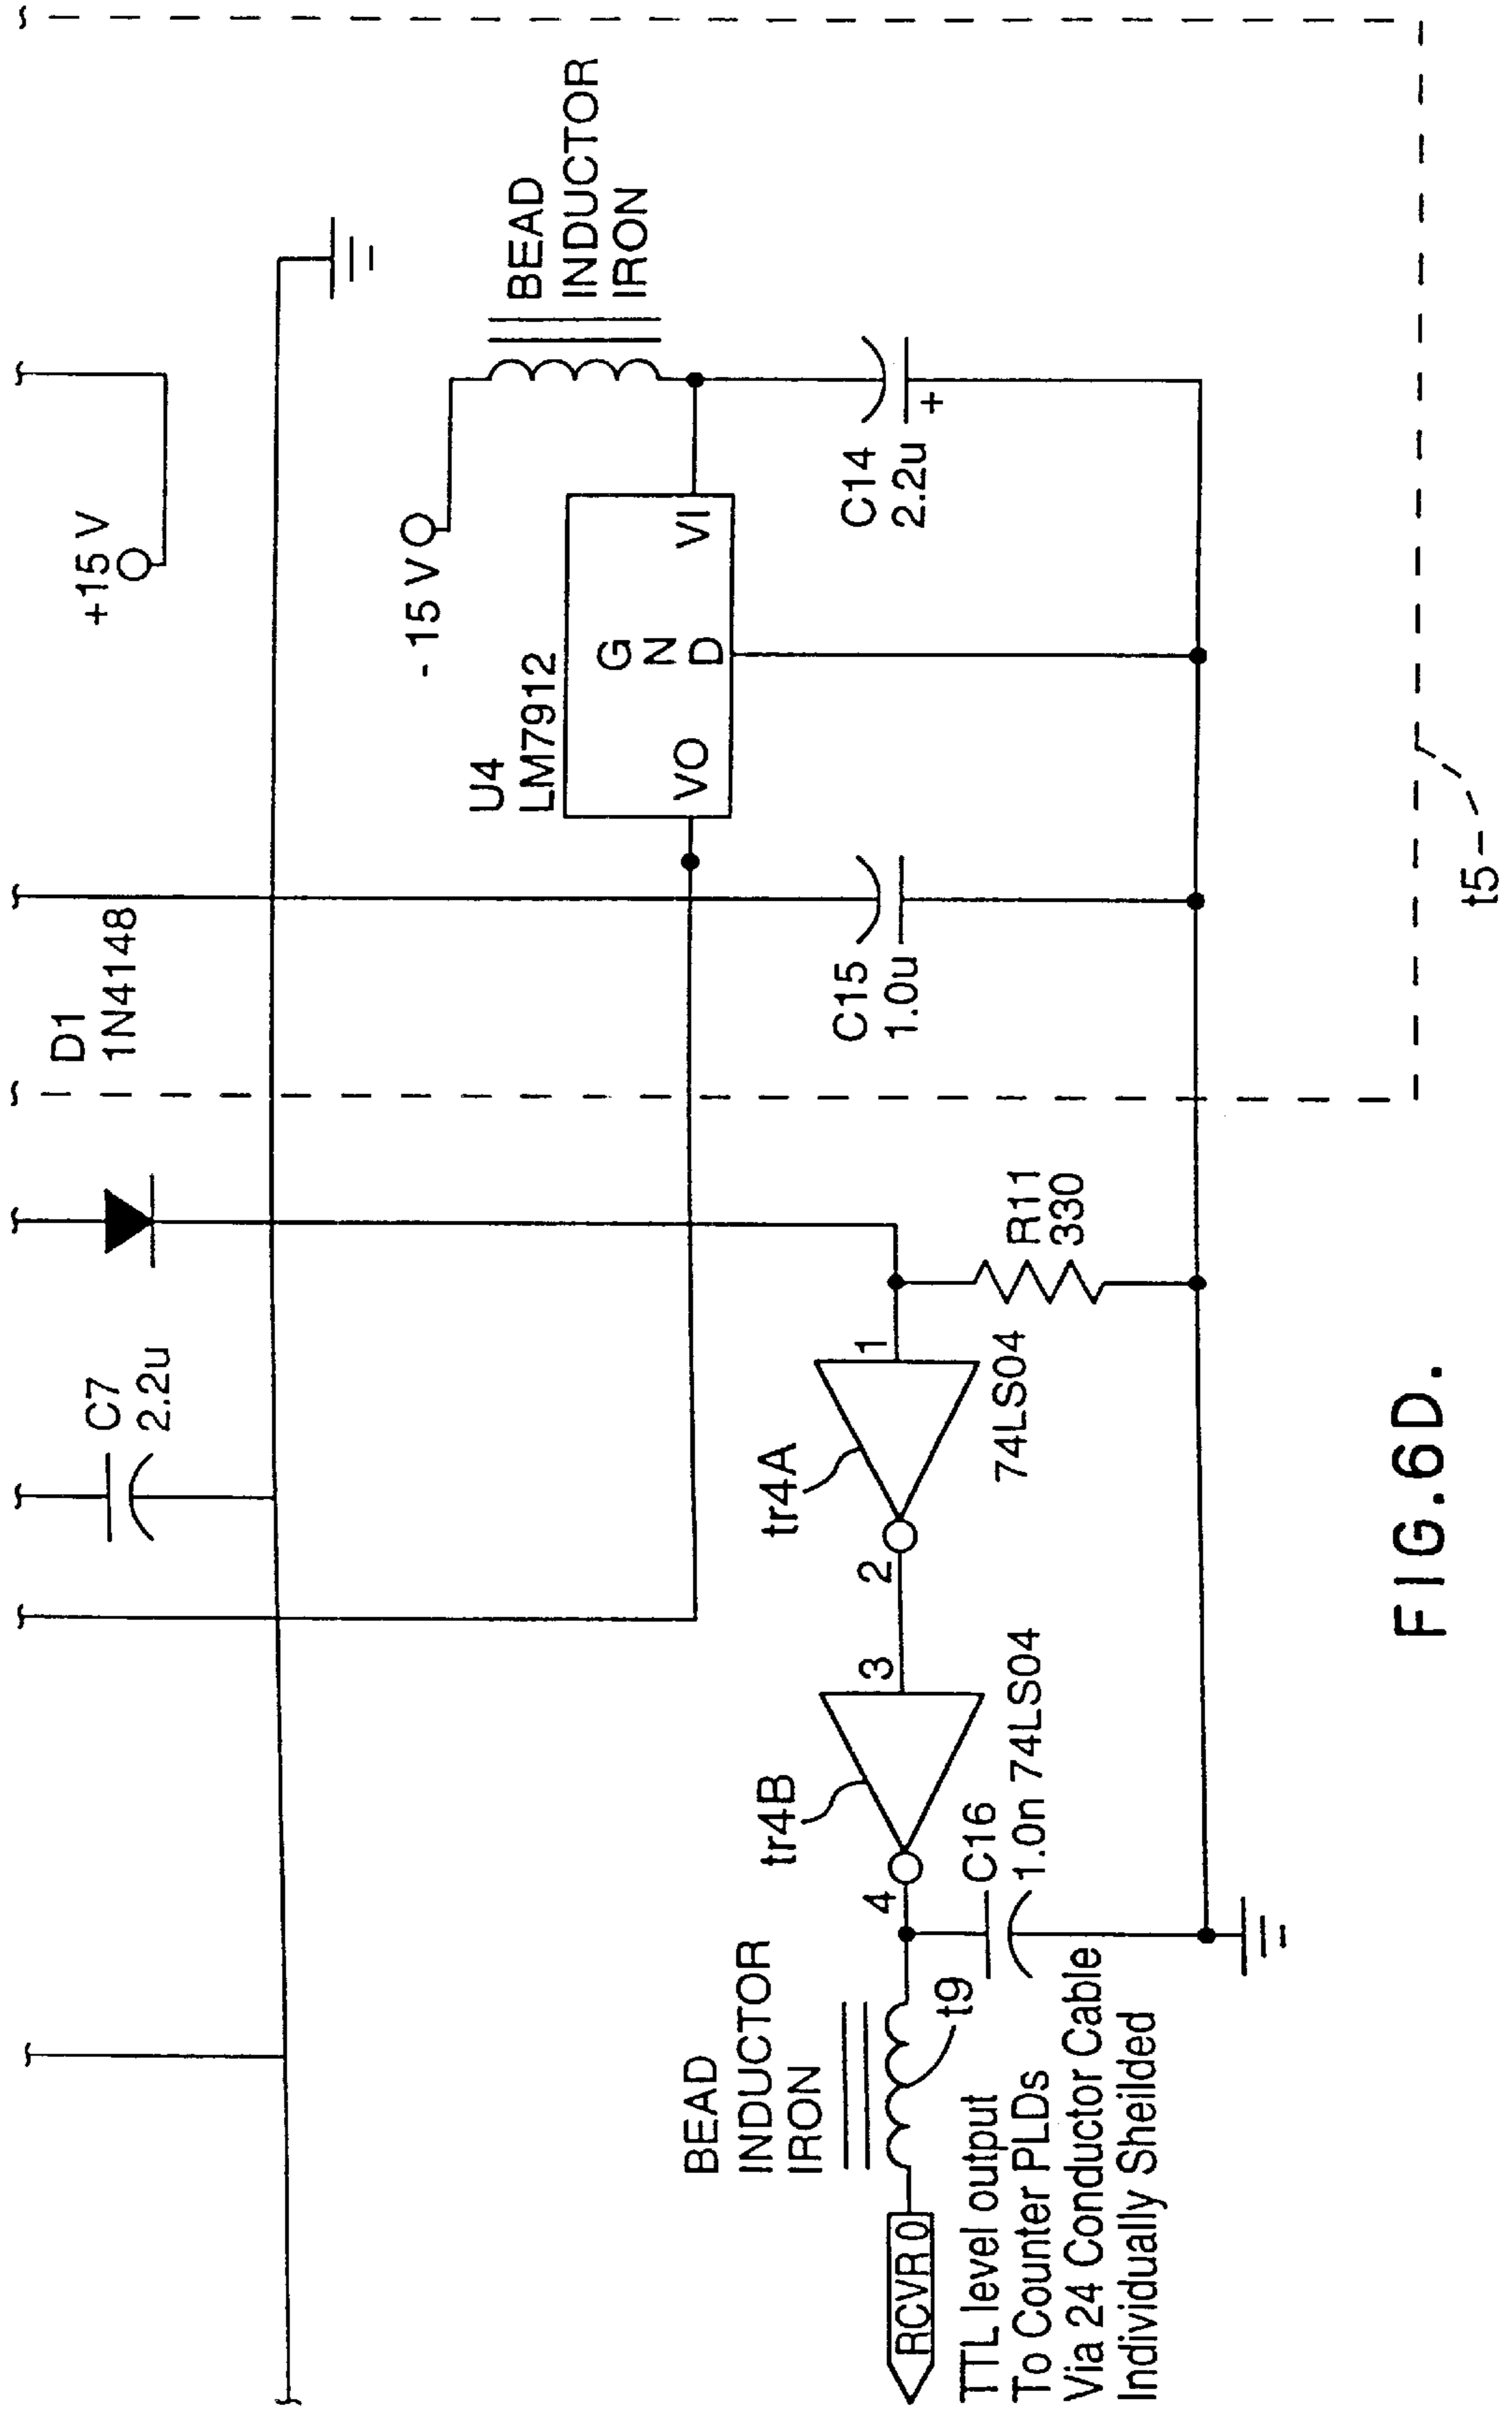 +15 V
D1
1N4148
C7
2.2u
- 15 V
BEAD
INDUCTOR
IRON
U4
LM7912
VO
G
N
D
VI
C14
2.2u
+
C15
1.0u
t5
R11
330
1
74LS04
tr4A
2
3
74LS04
tr4B
4
C16
1.0n
BEAD
INDUCTOR
IRON
t9
RCVR 0
TTL level output
To Counter PLDs
Via 24 Conductor Cable
Individually Sheilded
FIG.6D.